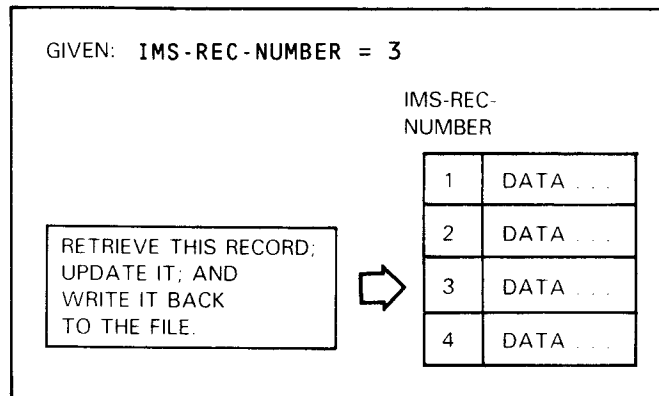 GIVEN: IMS-REC-NUMBER = 3
IMS-REC-
NUMBER
1 DATA ...
2 DATA ...
3 DATA ...
4 DATA ...
RETRIEVE THIS RECORD;
UPDATE IT; AND
WRITE IT BACK
TO THE FILE.